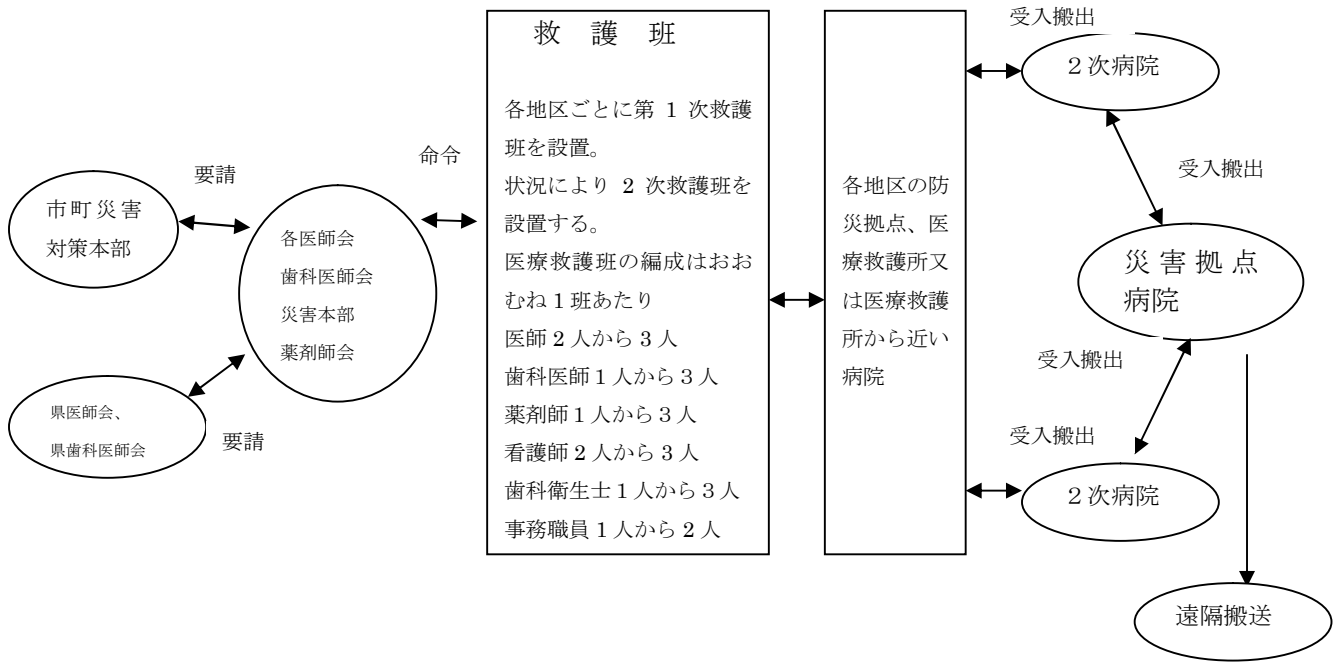 市町災害
対策本部
要請
県医師会、
県歯科医師会
要請
各医師会
歯科医師会
災害本部
薬剤師会
命令
救 護 班
各地区ごとに第 1 次救護
班を設置。
状況により 2 次救護班を
設置する。
医療救護班の編成はおお
むね１班あたり
医師２人から３人
歯科医師１人から３人
薬剤師１人から３人
看護師 2 人から 3 人
歯科衛生士１人から３人
事務職員 1 人から 2 人
各地区の防
災拠点、医
療救護所又
は医療救護
所から近い
病院
受入搬出
２次病院
受入搬出
災害拠点
病院
受入搬出
受入搬出
２次病院
遠隔搬送